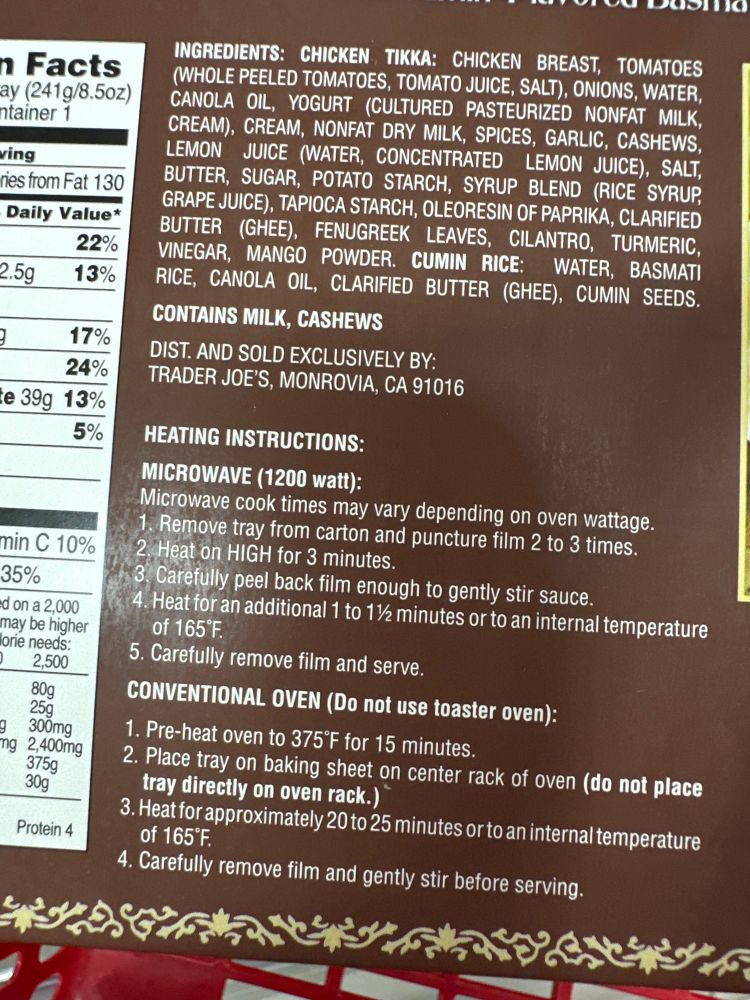 Facts
(241g/8.5oz)
1
from Fat 130
Daily Value*
22%
2.5g 13%
17%
24%
39g 13%
5%
C 10%
35%
on a 2,000
may be higher
needs:
2,500
80g
25g
300mg
2,400mg
375g
30g
Protein 4
INGREDIENTS: CHICKEN TIKKA: CHICKEN BREAST, TOMATOES
(WHOLE PEELED TOMATOES, TOMATO JUICE, SALT), ONIONS, WATER,
CANOLA OIL, YOGURT (CULTURED PASTEURIZED NONFAT MILK,
CREAM), CREAM, NONFAT DRY MILK, SPICES, GARLIC, CASHEWS,
LEMON JUICE (WATER, CONCENTRATED LEMON JUICE), SALT,
BUTTER, SUGAR, POTATO STARCH, SYRUP BLEND (RICE SYRUP,
GRAPE JUICE), TAPIOCA STARCH, OLEORESIN OF PAPRIKA, CLARIFIED
BUTTER (GHEE), FENUGREEK LEAVES, CILANTRO, TURMERIC,
VINEGAR, MANGO POWDER. CUMIN RICE: WATER, BASMATI
RICE, CANOLA OIL, CLARIFIED BUTTER (GHEE), CUMIN SEEDS.
CONTAINS MILK, CASHEWS
DIST. AND SOLD EXCLUSIVELY BY:
TRADER JOE'S, MONROVIA, CA 91016
HEATING INSTRUCTIONS:
MICROWAVE (1200 watt):
Microwave cook times may vary depending on oven wattage.
1. Remove tray from carton and puncture film 2 to 3 times.
2. Heat on HIGH for 3 minutes.
3. Carefully peel back film enough to gently stir sauce.
4. Heat for an additional 1 to 1½ minutes or to an internal temperature
of 165°F.
5. Carefully remove film and serve.
CONVENTIONAL OVEN (Do not use toaster oven):
1. Pre-heat oven to 375°F for 15 minutes.
2. Place tray on baking sheet on center rack of oven (do not place
tray directly on oven rack.)
3. Heat for approximately 20 to 25 minutes or to an internal temperature
of 165°F.
4. Carefully remove film and gently stir before serving.